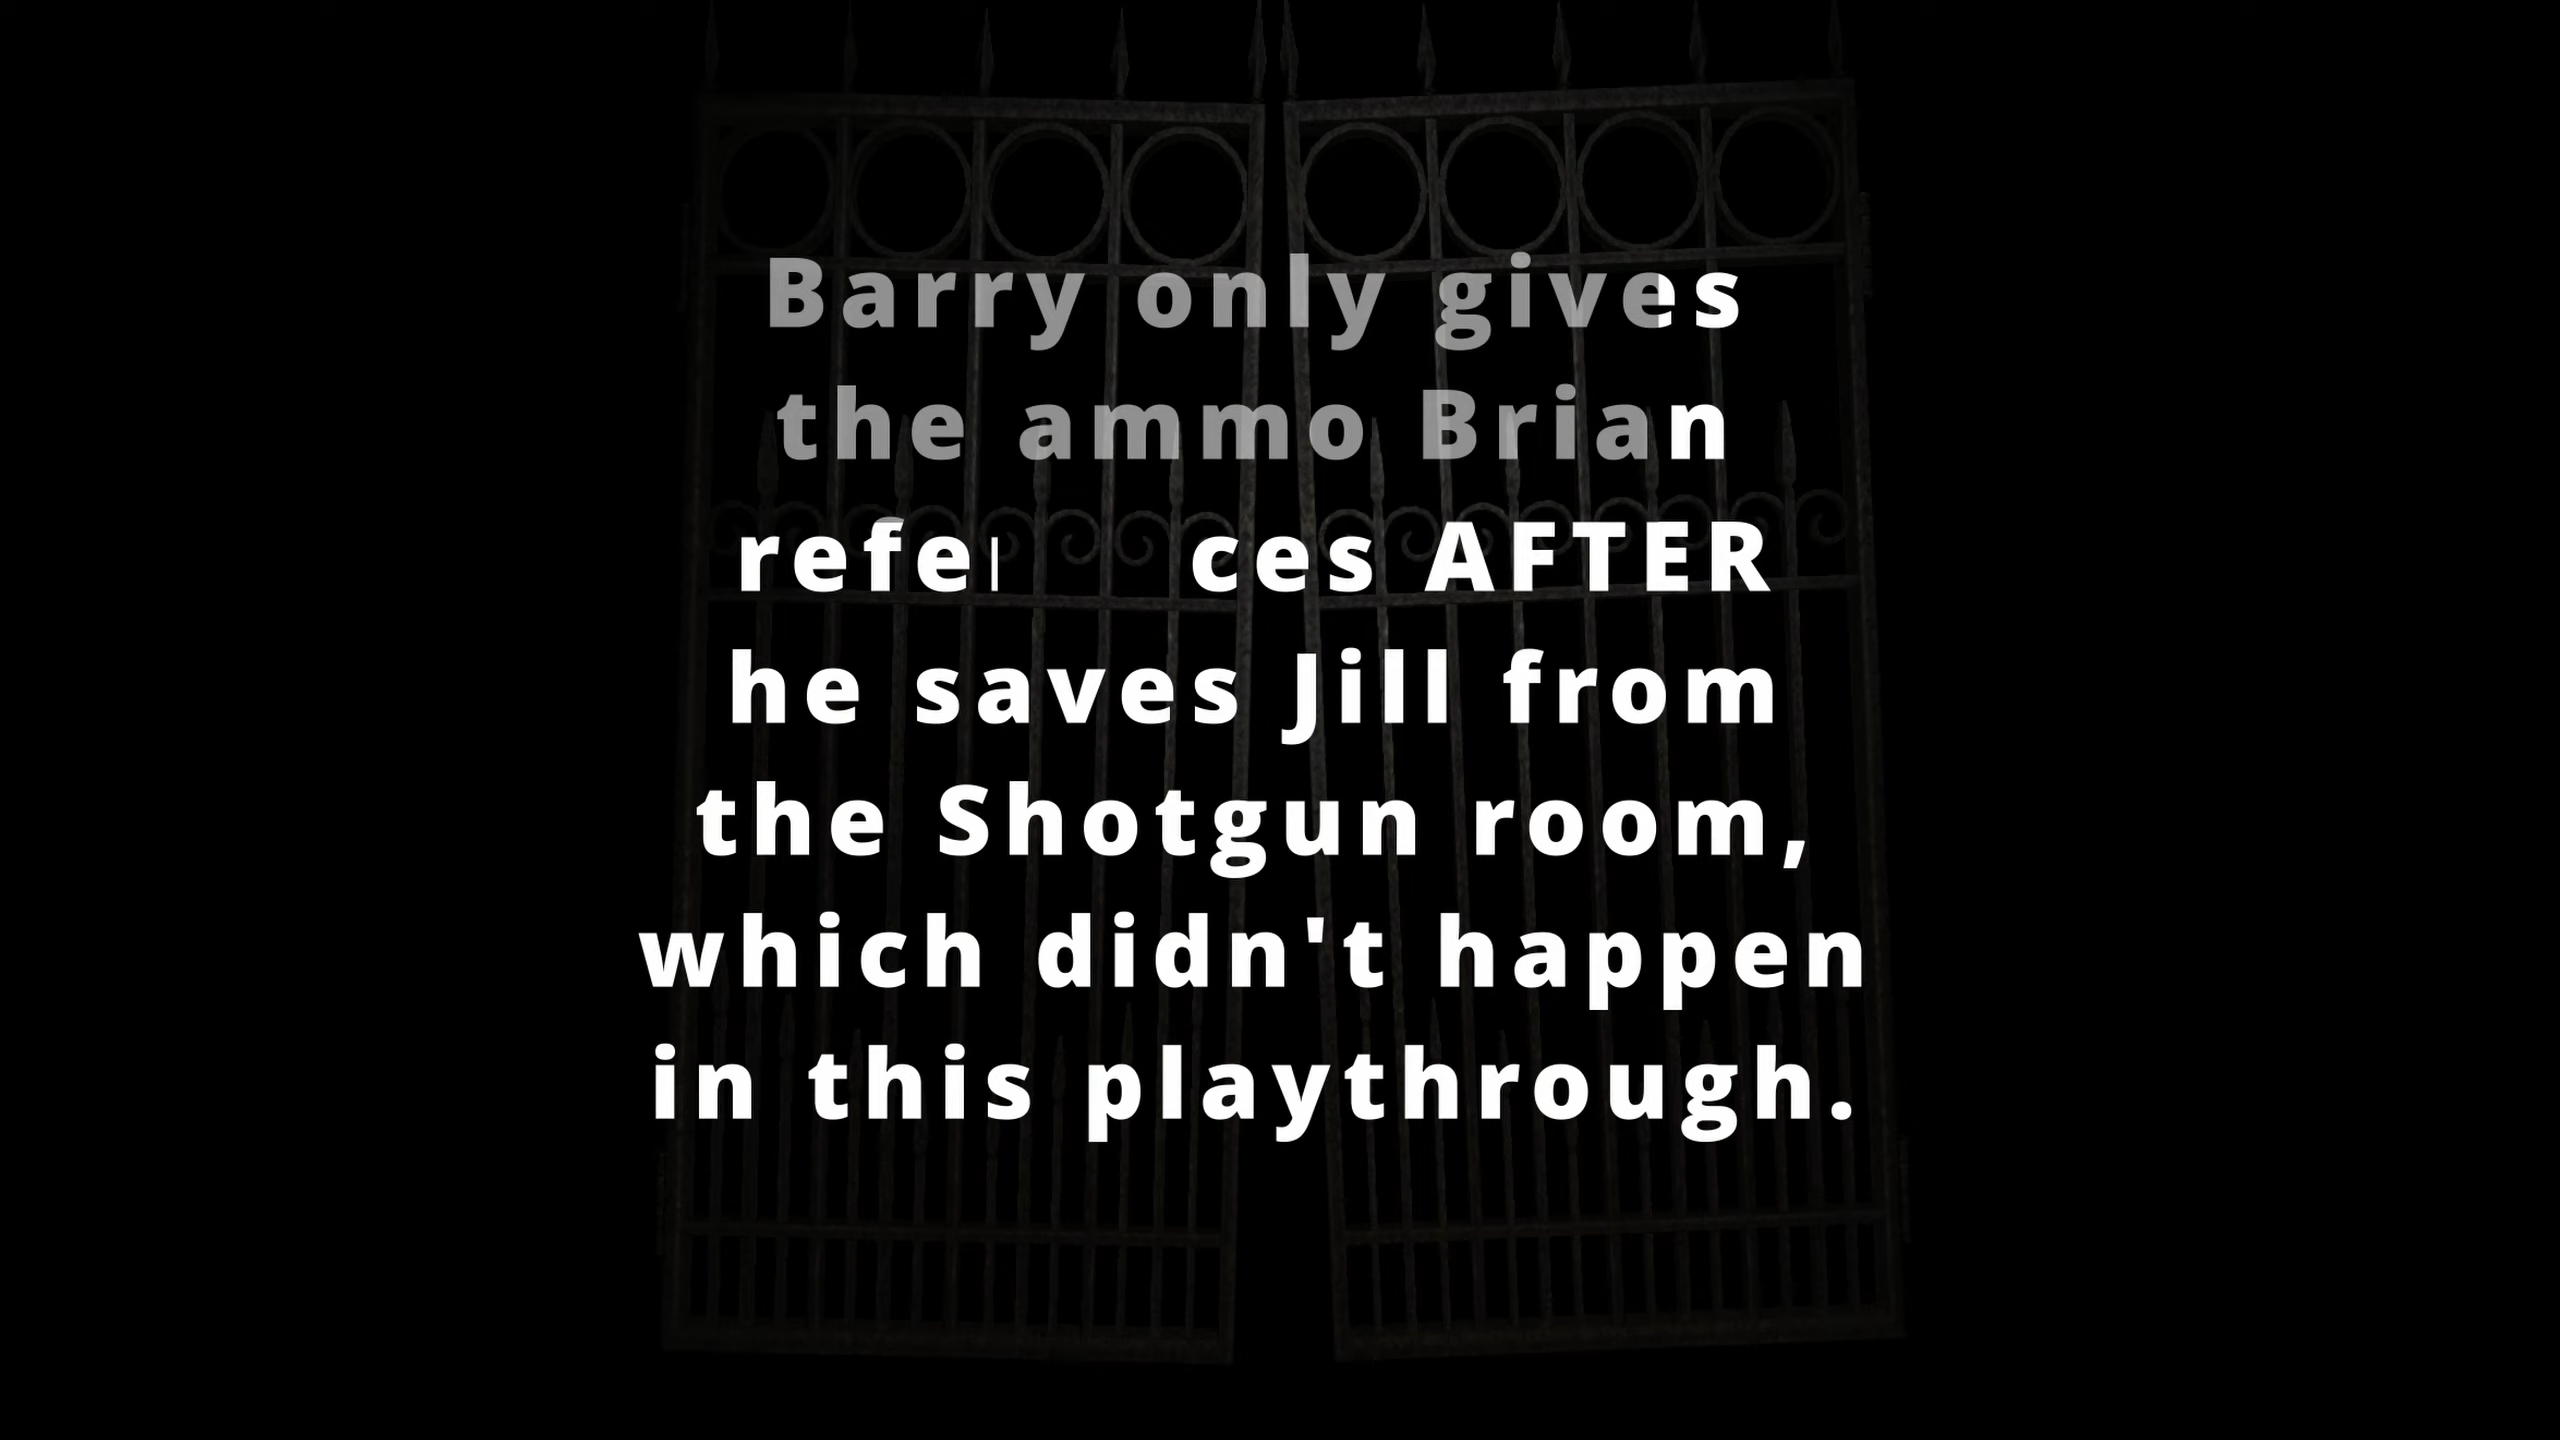 Barry only gives
the ammo Brian
AFTER
he saves Jill from
the Shotgun room,
which didn't happen
in this playthrough.